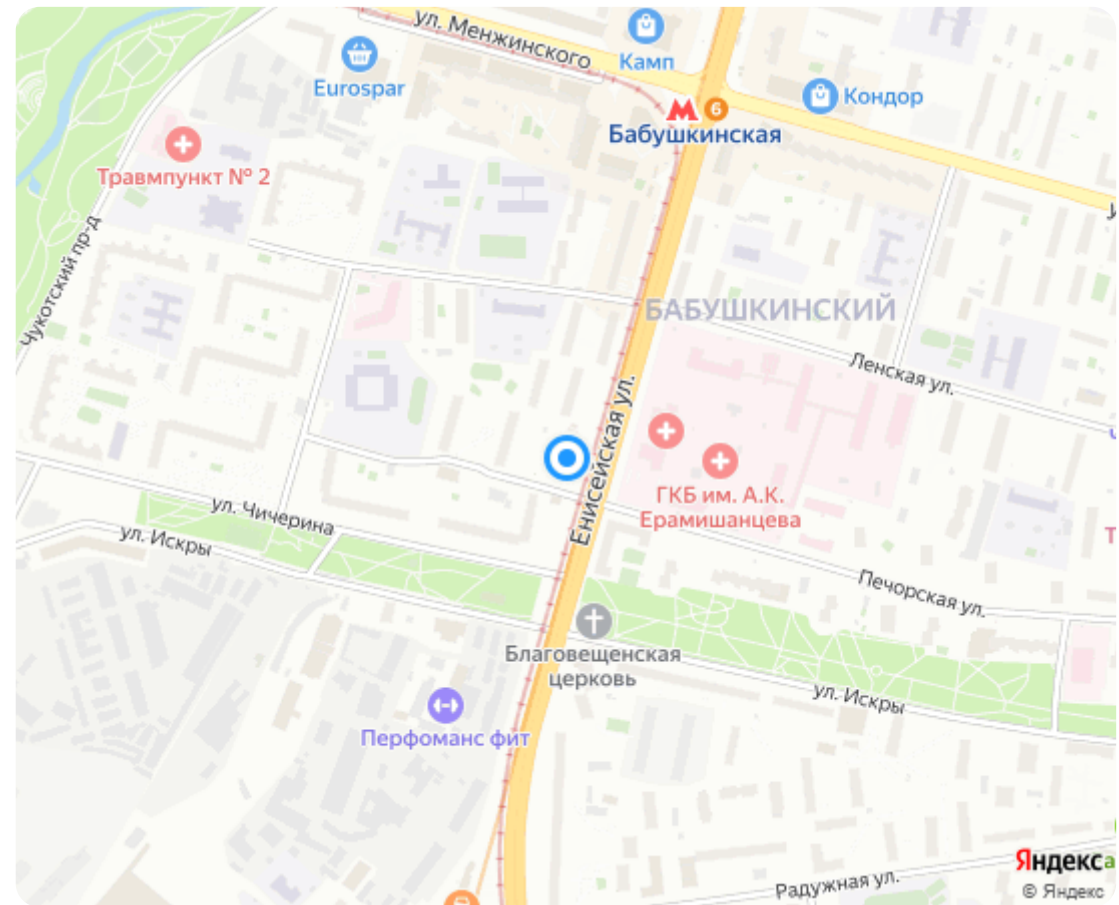 ул. Менжинского
Камп
Eurospar
6
Кондор
Бабушкинская
Травмпункт № 2
Чукотский пр-д
БАБУШКИНСКИЙ
Ленская ул.
Енисейская ул.
ГКБ им. А.К.
Ерамишанцева
ул. Чичерина
ул. Искры
Печорская ул.
Благовещенская
церковь
ул. Искры
Перфоманс фит
Яндекс
Радужная ул.
© Яндекс